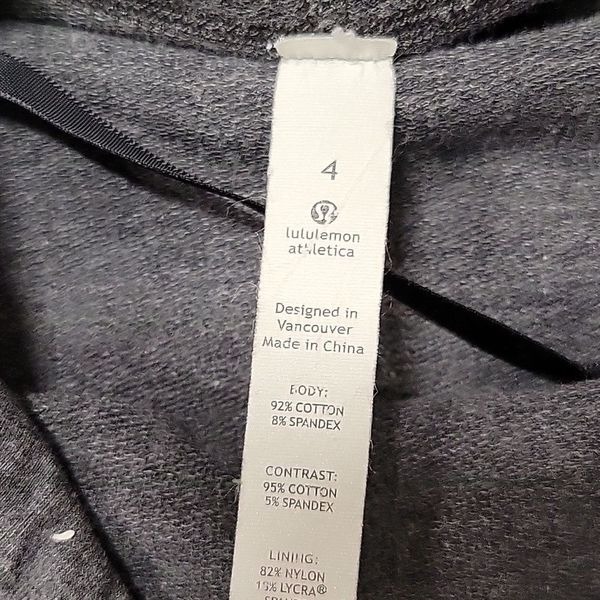 4
lululemon
athletica
Designed in
Vancouver
Made in China
BODY:
92% COTTON
8% SPANDEX
CONTRAST:
95% COTTON
5% SPANDEX
LINING:
82% NYLON
LYCRA®